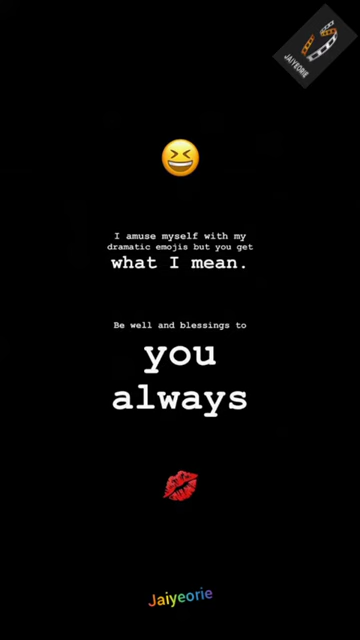 JAIYEORIE
I amuse myself with my
dramatic emojis but you get
what I mean.
Be well and blessings to
you
always
Jaiyeorie